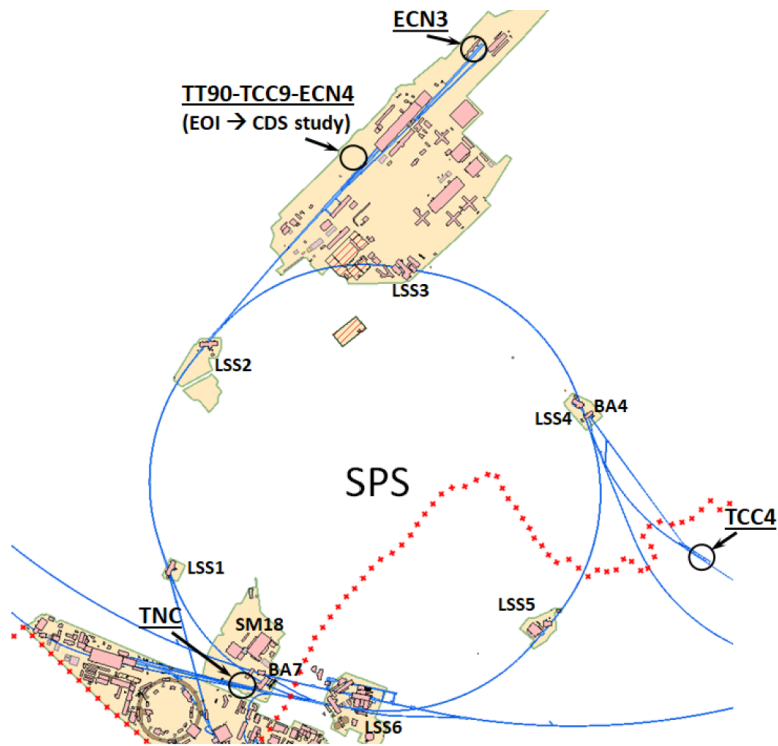 ECN3
TT90-TCC9-ECN4
(EOI → CDS study)
LSS3
LSS2
LSS4
BA4
SPS
TCC4
LSS1
LSS5
TNC
SM18
BA7
LSS6